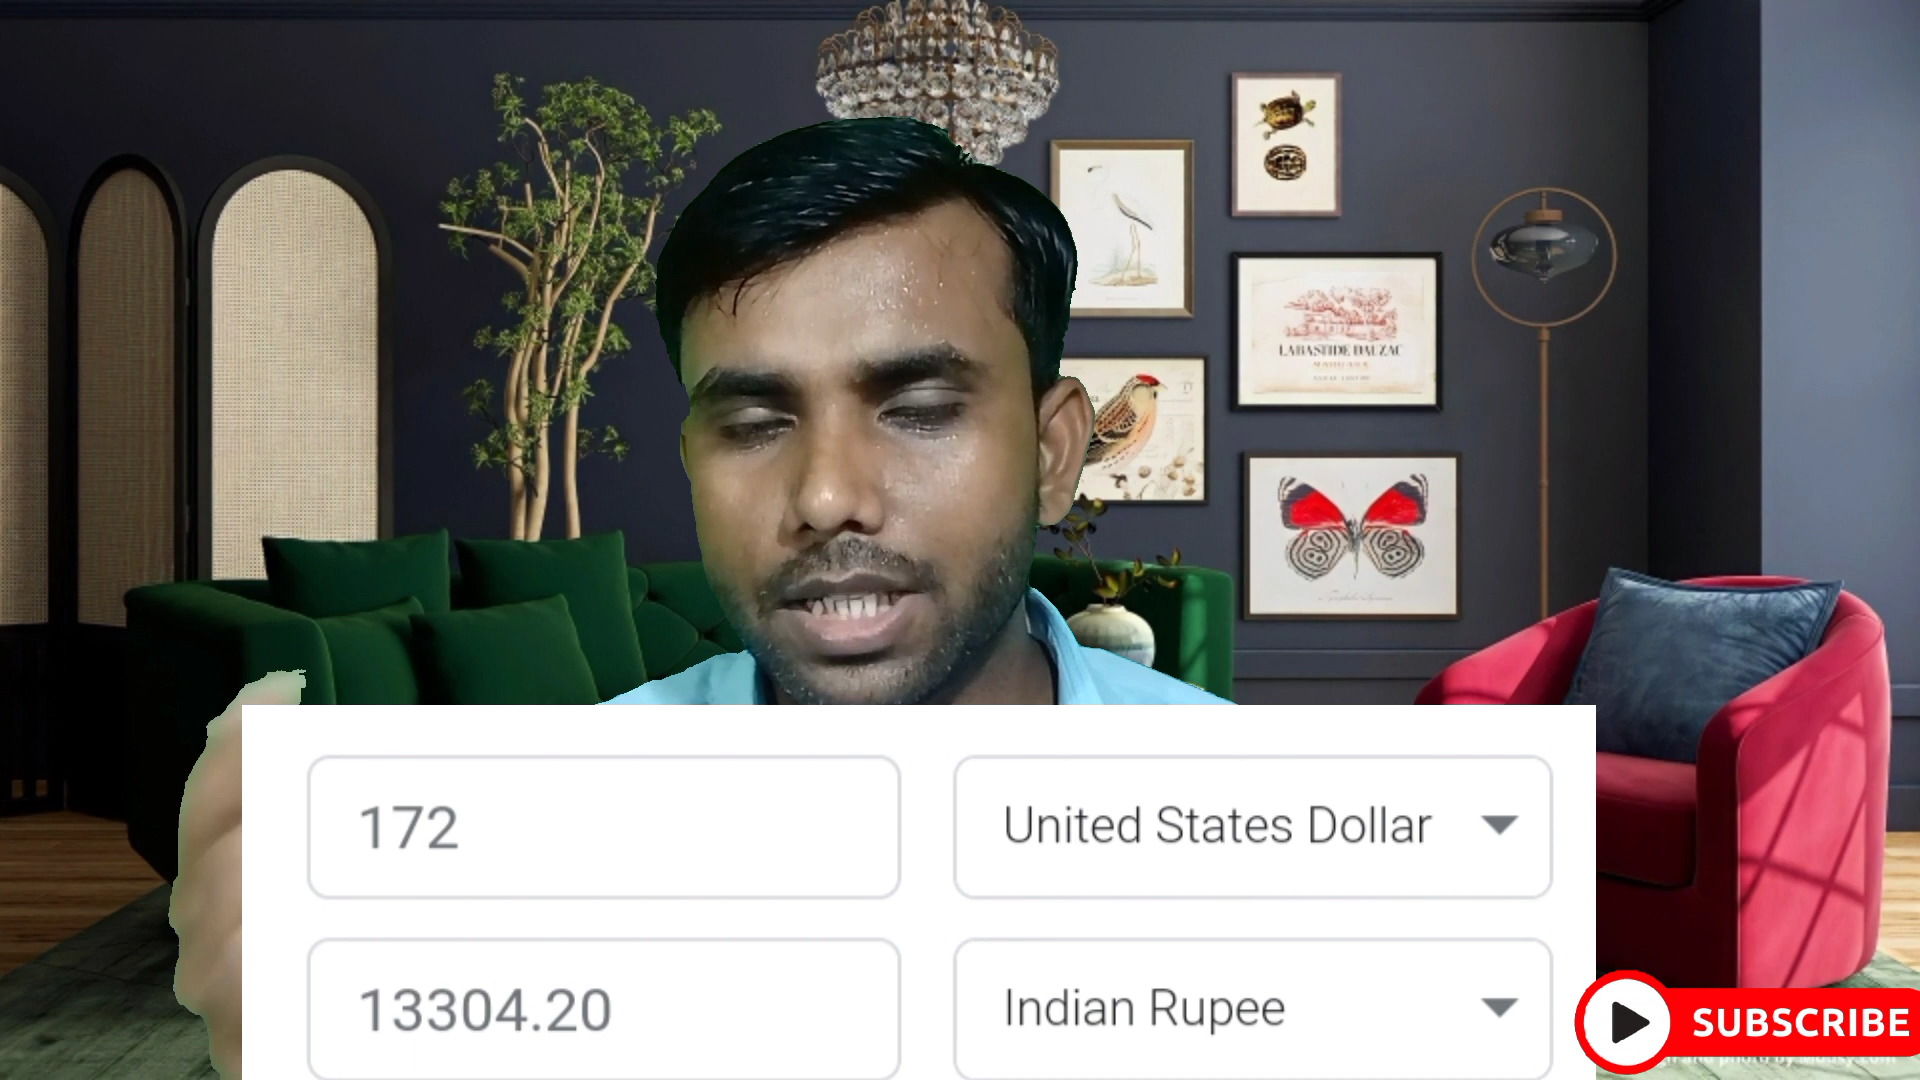 LABASTIDE DAUZAC
172
United States Dollar
13304.20
Indian Rupee
SUBSCRIBE